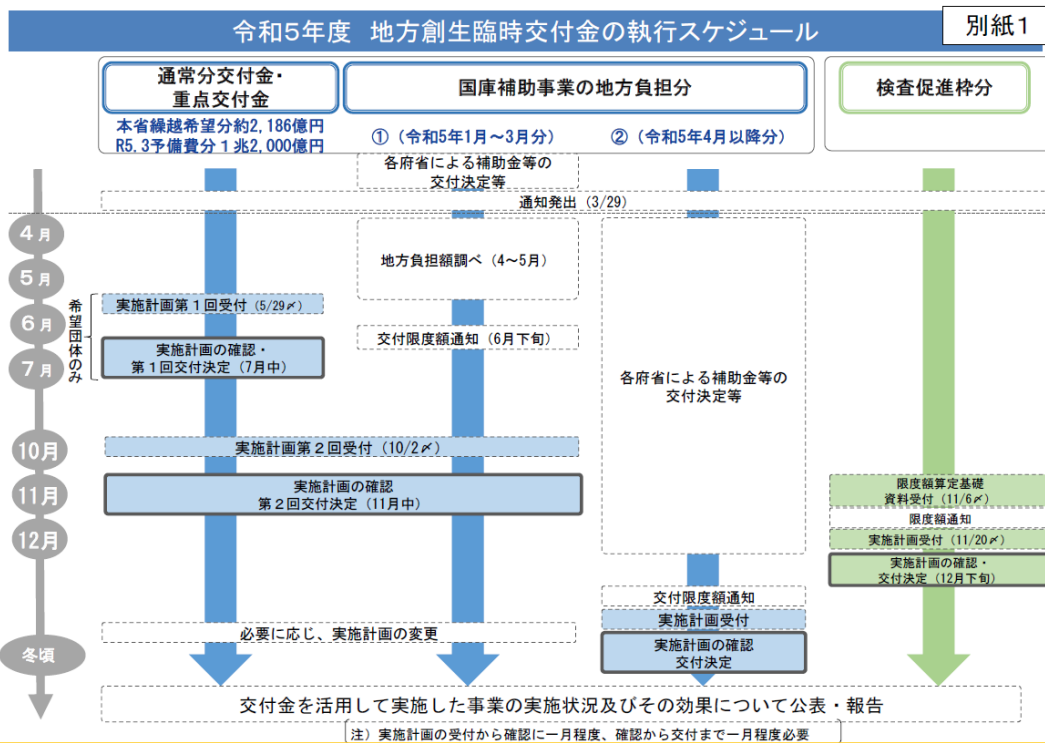 令和5年度 地方創生臨時交付金の執行スケジュール
別紙1
通常分交付金・
重点交付金
本省繰越希望分約2,186億円
R5.3予備費分1兆2,000億円
国庫補助事業の地方負担分
① (令和5年1月～3月分)
② (令和5年4月以降分)
検査促進枠分
各府省による補助金等の
交付決定等
通知発出 (3/29)
4月
5月
6月
7月
10月
11月
12月
冬頃
希望団体のみ
地方負担額調べ (4～5月)
実施計画第1回受付 (5/29〆)
交付限度額通知 (6月下旬)
実施計画の確認・
第1回交付決定 (7月中)
各府省による補助金等の
交付決定等
実施計画第2回受付 (10/2〆)
実施計画の確認
第2回交付決定 (11月中)
限度額算定基礎
資料受付 (11/6〆)
限度額通知
実施計画受付 (11/20〆)
実施計画の確認・
交付決定 (12月下旬)
交付限度額通知
実施計画受付
実施計画の確認
交付決定
必要に応じ、実施計画の変更
交付金を活用して実施した事業の実施状況及びその効果について公表・報告
注) 実施計画の受付から確認に一月程度、確認から交付まで一月程度必要